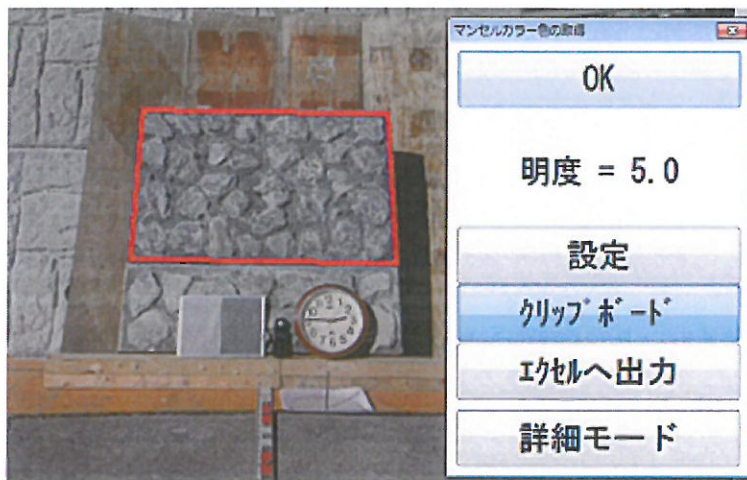 マンセルカラー色の取得
OK
明度 = 5.0
設定
クリップボード
エクセルへ出力
詳細モード